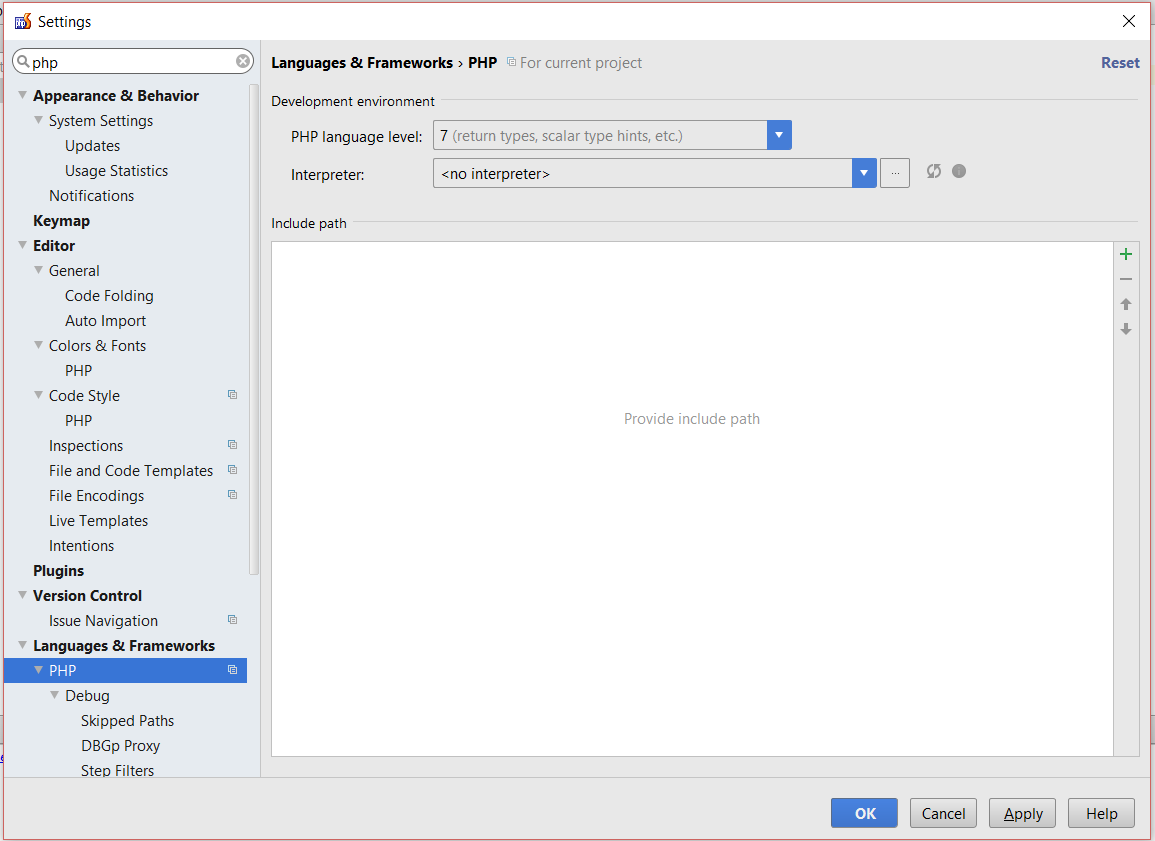 Settings
php
Appearance & Behavior
System Settings
Updates
Usage Statistics
Notifications
Keymap
Editor
General
Code Folding
Auto Import
Colors & Fonts
PHP
Code Style
PHP
Inspections
File and Code Templates
File Encodings
Live Templates
Intentions
Plugins
Version Control
Issue Navigation
Languages & Frameworks
PHP
Debug
Skipped Paths
DBGp Proxy
Step Filters
Languages & Frameworks › PHP For current project Reset
Development environment
PHP language level: 7 (return types, scalar type hints, etc.)
Interpreter: <no interpreter> ...
Include path
Provide include path
OK Cancel Apply Help